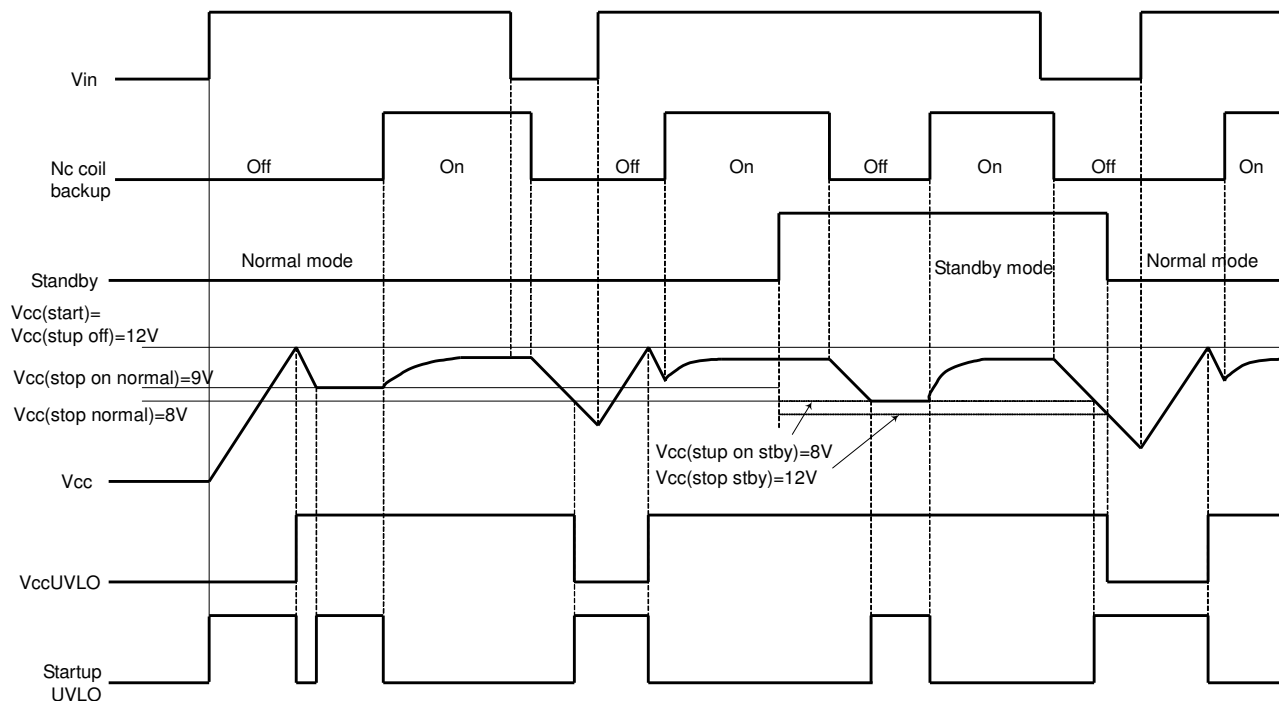 Vin
Nc coil
backup
Off
On
Off
On
Off
On
Off
On
Standby
Normal mode
Standby mode
Normal mode
Vcc(start)=
Vcc(stup off)=12V
Vcc(stop on normal)=9V
Vcc(stop normal)=8V
Vcc(stup on stby)=8V
Vcc(stop stby)=12V
Vcc
VccUVLO
Startup
UVLO